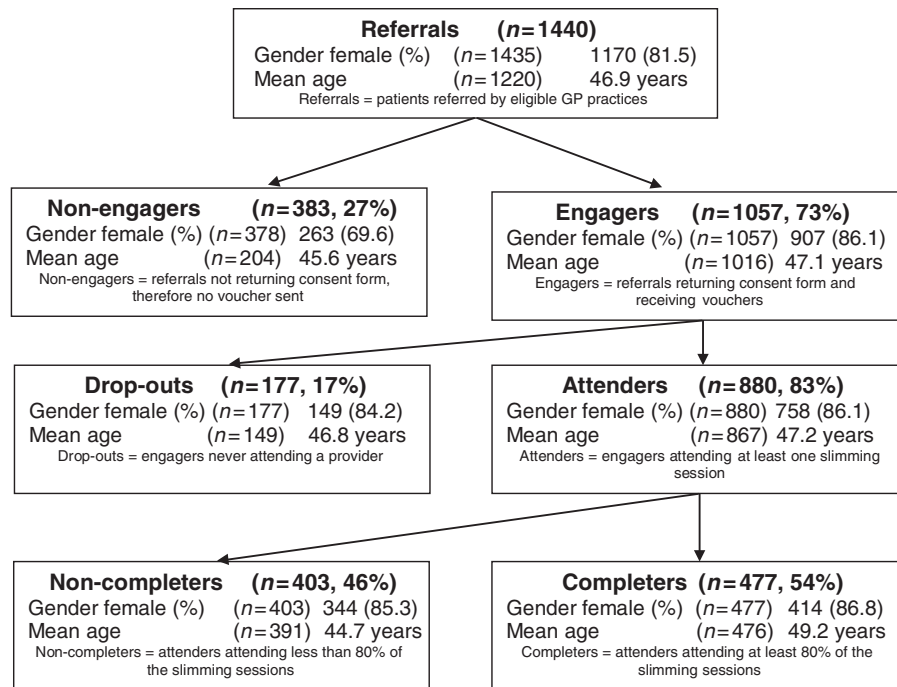 Referrals (n=1440)
Gender female (%) (n=1435) 1170 (81.5)
Mean age (n=1220) 46.9 years
Referrals = patients referred by eligible GP practices
Non-engagers (n=383, 27%)
Gender female (%) (n=378) 263 (69.6)
Mean age (n=204) 45.6 years
Non-engagers = referrals not returning consent form,
therefore no voucher sent
Engagers (n=1057, 73%)
Gender female (%) (n=1057) 907 (86.1)
Mean age (n=1016) 47.1 years
Engagers = referrals returning consent form and
receiving vouchers
Drop-outs (n=177, 17%)
Gender female (%) (n=177) 149 (84.2)
Mean age (n=149) 46.8 years
Drop-outs = engagers never attending a provider
Attenders (n=880, 83%)
Gender female (%) (n=880) 758 (86.1)
Mean age (n=867) 47.2 years
Attenders = engagers attending at least one slimming
session
Non-completers (n=403, 46%)
Gender female (%) (n=403) 344 (85.3)
Mean age (n=391) 44.7 years
Non-completers = attenders attending less than 80% of
the slimming sessions
Completers (n=477, 54%)
Gender female (%) (n=477) 414 (86.8)
Mean age (n=476) 49.2 years
Completers = attenders attending at least 80% of the
slimming sessions